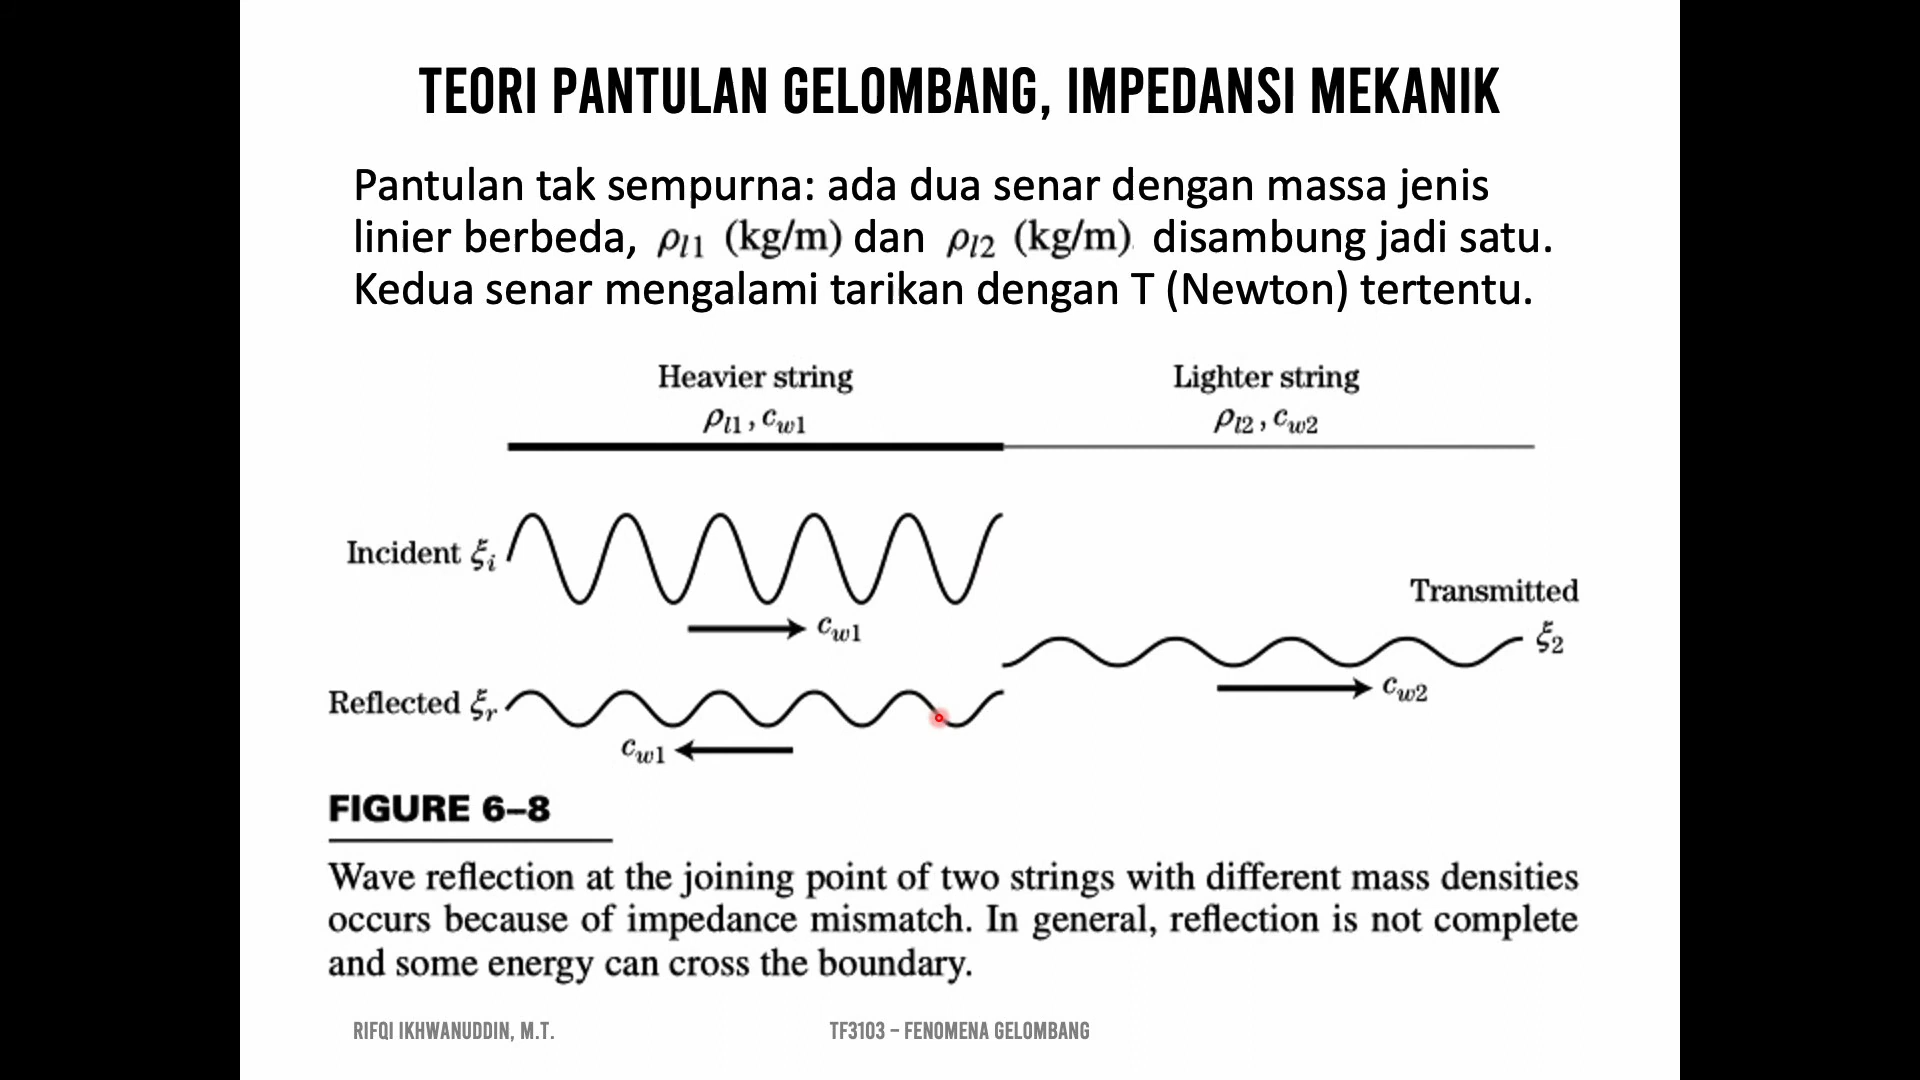 TEORI PANTULAN GELOMBANG, IMPEDANSI MEKANIK
Pantulan tak sempurna: ada dua senar dengan massa jenis
linier berbeda, ρl1 (kg/m) dan ρl2 (kg/m) disambung jadi satu.
Kedua senar mengalami tarikan dengan T (Newton) tertentu.
Heavier string
ρl1, cw1
Lighter string
ρl2, cw2
Incident ξi
cw1
Transmitted
ξ2
cw2
Reflected ξr
cw1
FIGURE 6–8
Wave reflection at the joining point of two strings with different mass densities
occurs because of impedance mismatch. In general, reflection is not complete
and some energy can cross the boundary.
RIFQI IKHWANUDDIN, M.T.
TF3103 – FENOMENA GELOMBANG